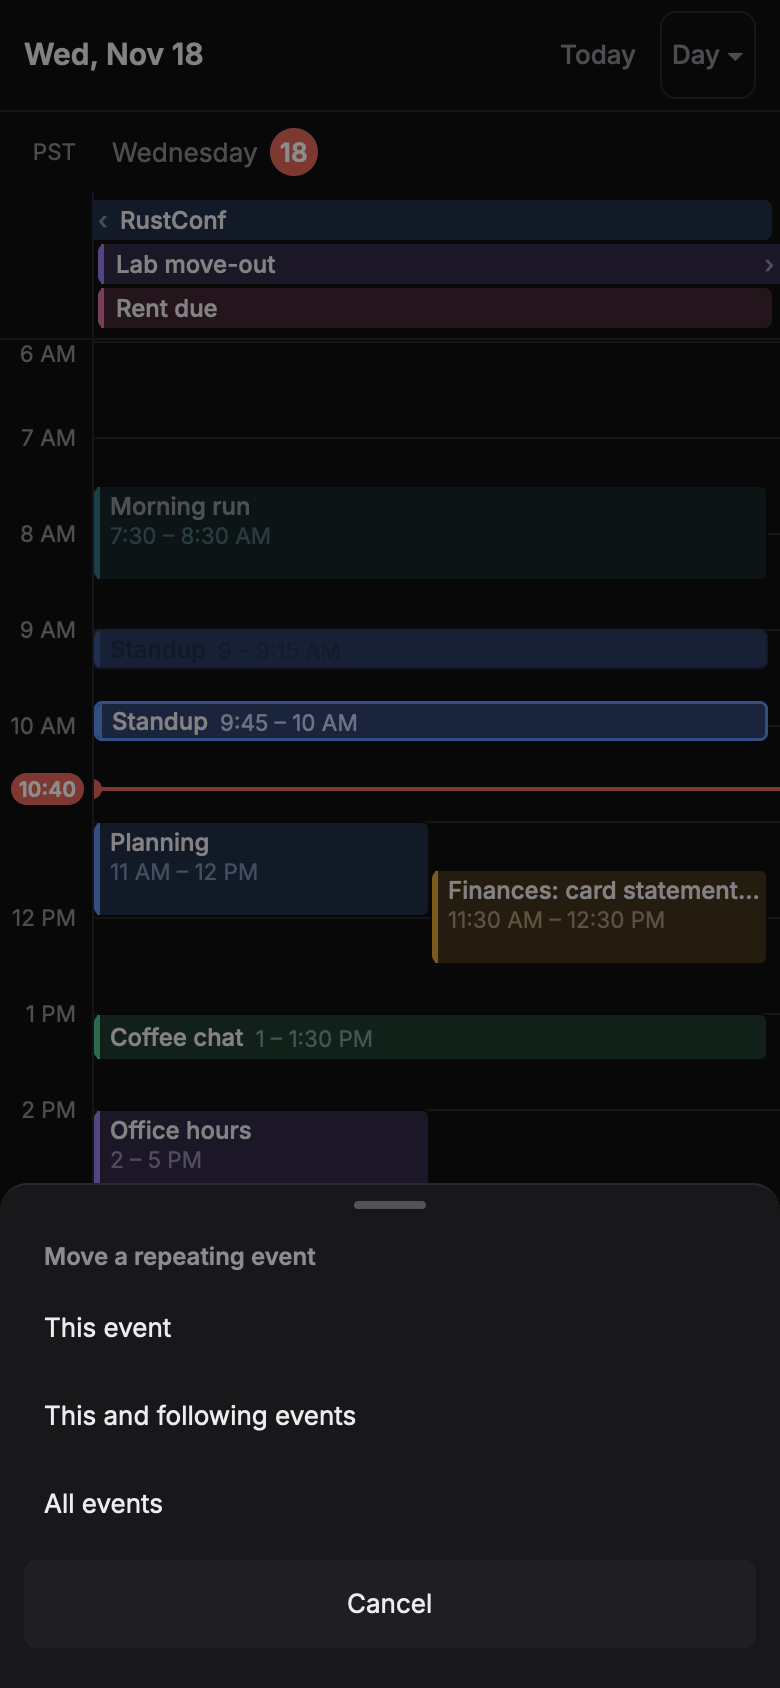 Wed, Nov 18
Today
Day
PST
Wednesday 18
‹ RustConf
Lab move-out ›
Rent due
6 AM
7 AM
Morning run
7:30 – 8:30 AM
8 AM
9 AM
Standup 9 – 9:15 AM
Standup 9:45 – 10 AM
10 AM
10:40
Planning
11 AM – 12 PM
Finances: card statement...
11:30 AM – 12:30 PM
12 PM
1 PM
Coffee chat 1 – 1:30 PM
2 PM
Office hours
2 – 5 PM
Move a repeating event
This event
This and following events
All events
Cancel